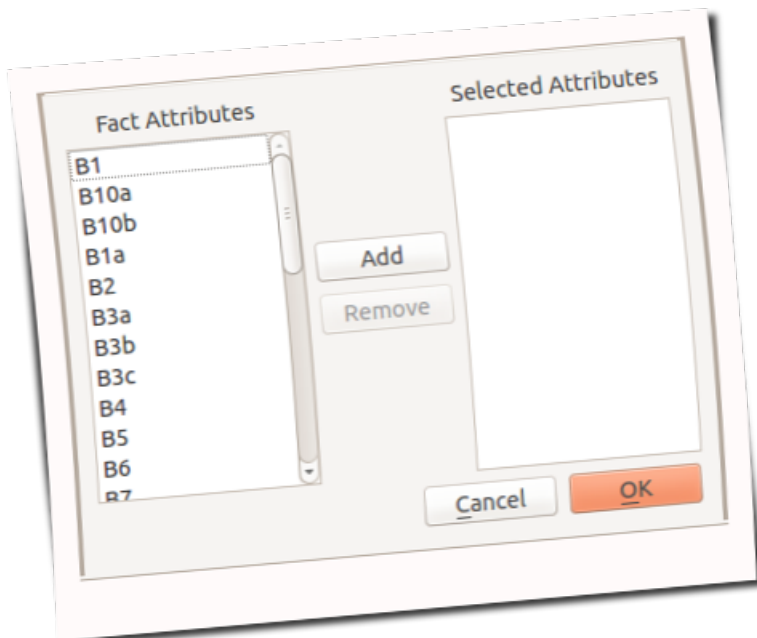 Fact Attributes
Selected Attributes
B1
B10a
B10b
B1a
B2
B3a
B3b
B3c
B4
B5
B6
B7
Add
Remove
Cancel
OK